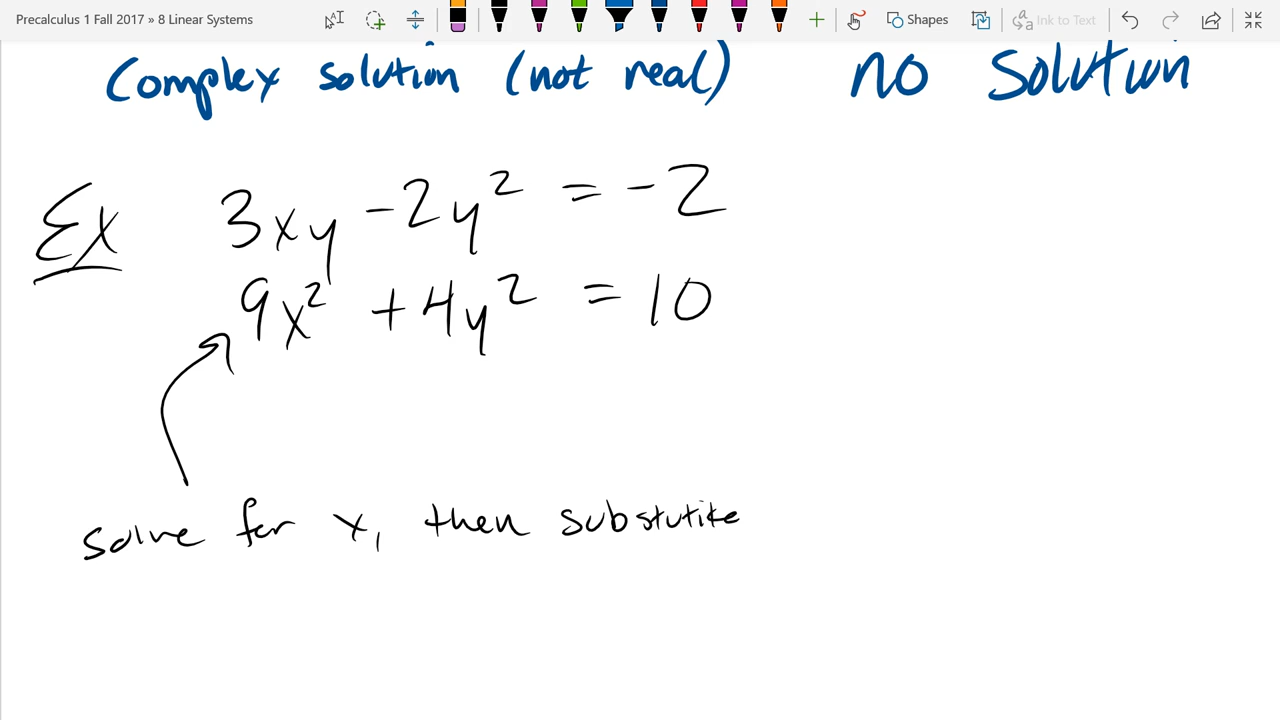 Precalculus 1 Fall 2017 » 8 Linear Systems
Shapes
Ink to Text
Complex solution (not real) no solution
Ex 3xy -2y² = -2
9x² +4y² = 10
solve for x, then substutite